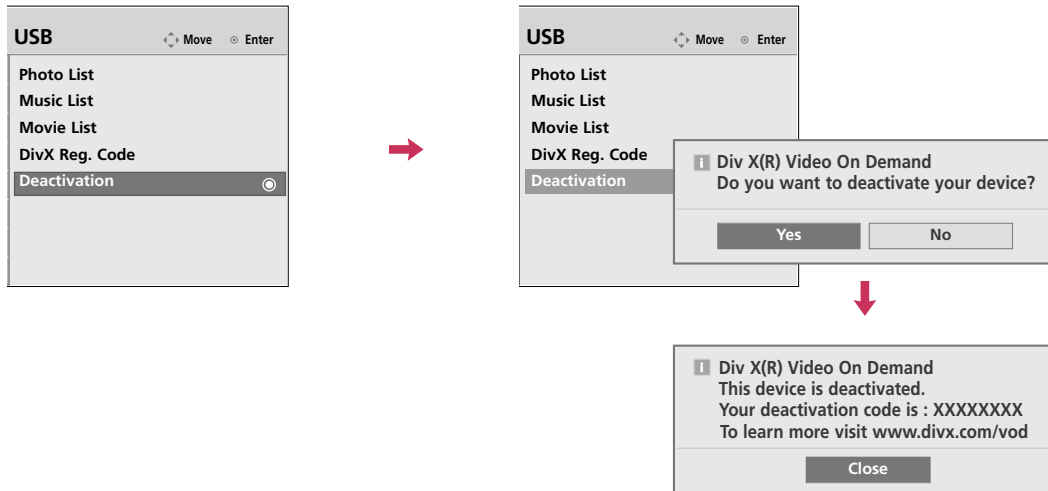 USB Move Enter
Photo List
Music List
Movie List
DivX Reg. Code
Deactivation
USB Move Enter
Photo List
Music List
Movie List
DivX Reg. Code
Deactivation
i Div X(R) Video On Demand
Do you want to deactivate your device?
Yes No
i Div X(R) Video On Demand
This device is deactivated.
Your deactivation code is : XXXXXXXX
To learn more visit www.divx.com/vod
Close